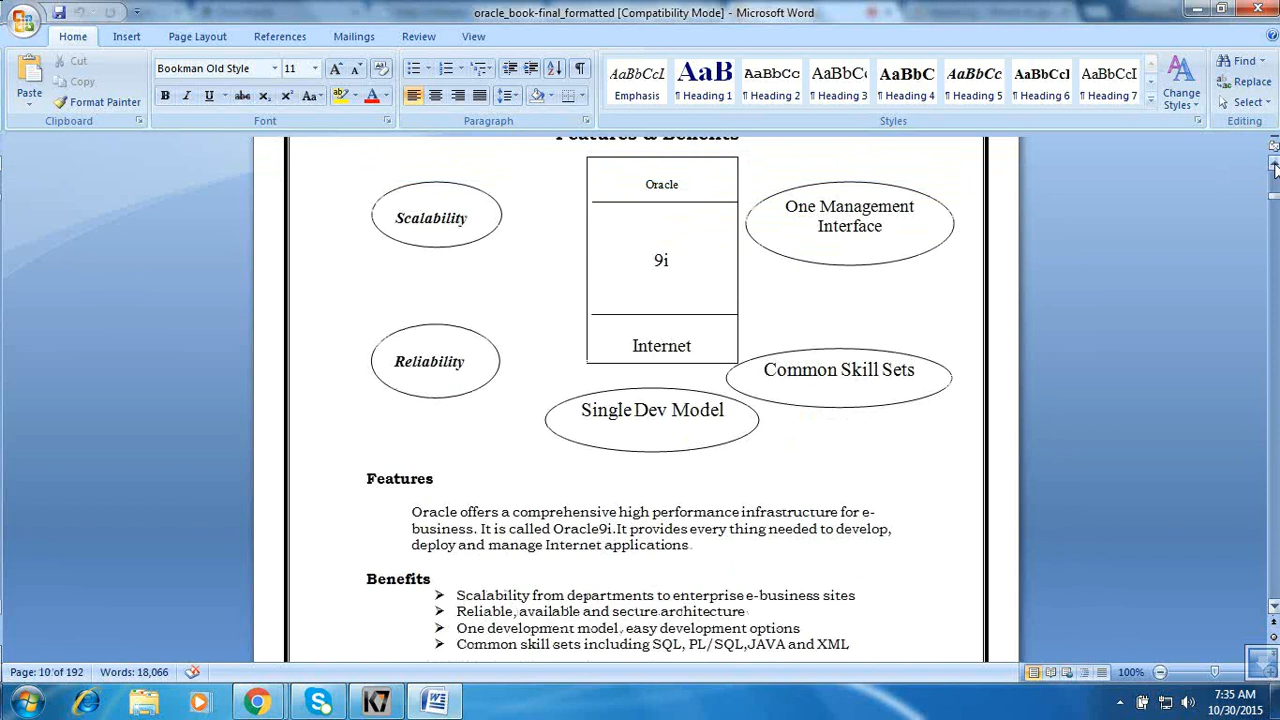 oracle_book-final_formatted [Compatibility Mode] - Microsoft Word
Home Insert Page Layout References Mailings Review View
Paste
Cut
Copy
Format Painter
Clipboard
Bookman Old Style 11
Font
Paragraph
AaBbCcI AaB AaBbCc AaBbCc AaBbC AaBbCc AaBbCc AaBbCcI
Emphasis ¶ Heading 1 ¶ Heading 2 ¶ Heading 3 ¶ Heading 4 ¶ Heading 5 ¶ Heading 6 ¶ Heading 7
Change Styles
Styles
Find
Replace
Select
Editing
Features & Benefits
Oracle
9i
Internet
Scalability
Reliability
One Management
Interface
Common Skill Sets
Single Dev Model
Features
Oracle offers a comprehensive high performance infrastructure for e-
business. It is called Oracle9i.It provides every thing needed to develop,
deploy and manage Internet applications.
Benefits
➤ Scalability from departments to enterprise e-business sites
➤ Reliable, available and secure architecture
➤ One development model, easy development options
➤ Common skill sets including SQL, PL/SQL,JAVA and XML
Page: 10 of 192 Words: 18,066 100%
7:35 AM
10/30/2015